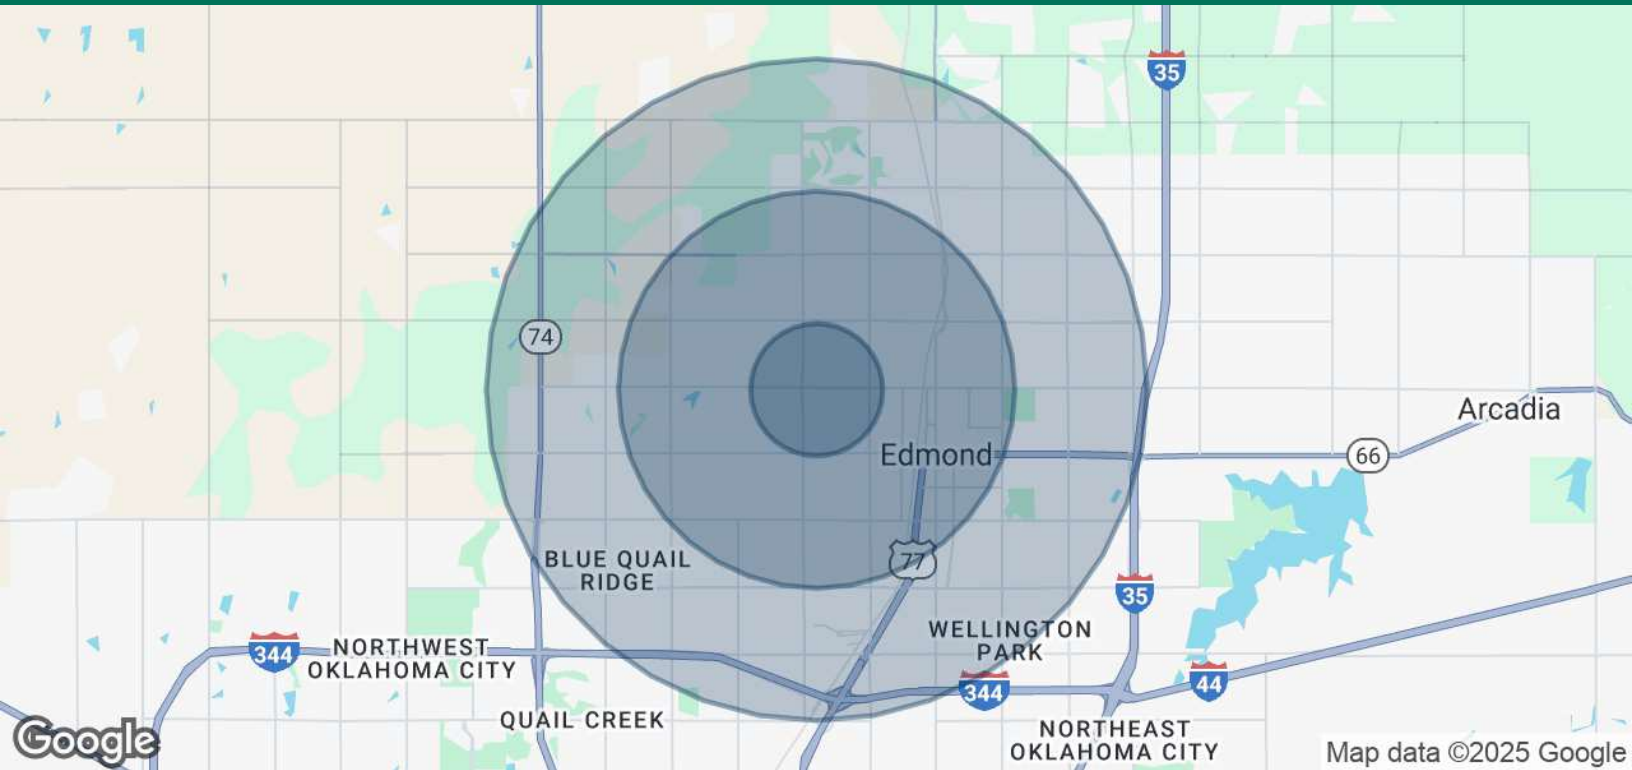 35
74
Arcadia
Edmond
66
BLUE QUAIL
RIDGE
77
35
WELLINGTON
PARK
344
NORTHWEST
OKLAHOMA CITY
344
44
QUAIL CREEK
NORTHEAST
OKLAHOMA CITY
Google
Map data ©2025 Google